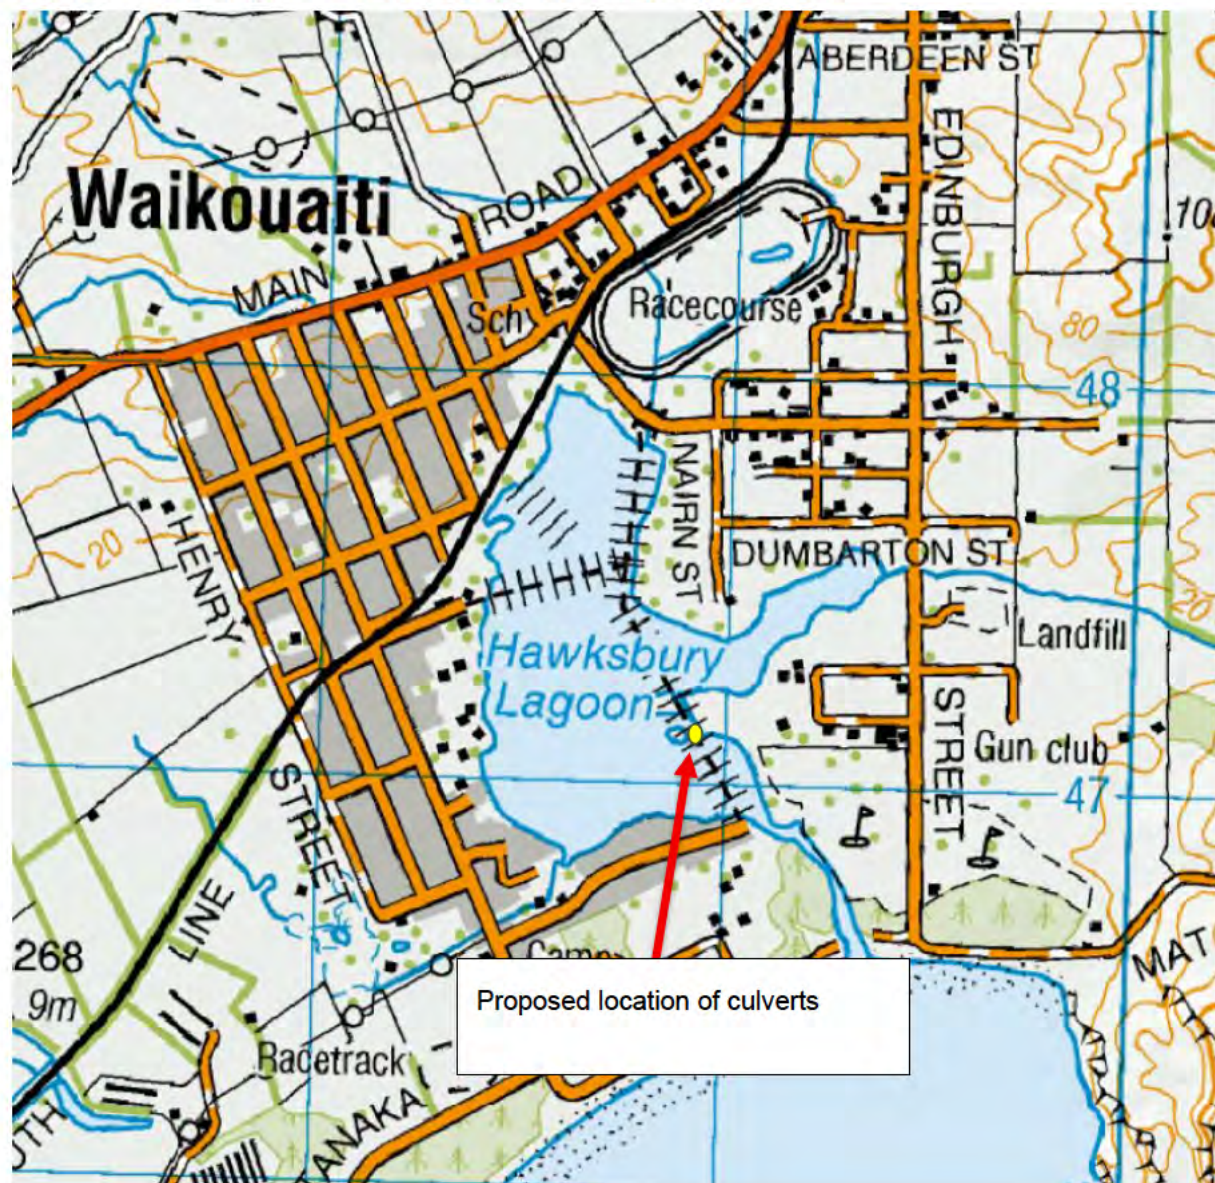 ABERDEEN ST
EDINBURGH
Waikouaiti
ROAD
MAIN
Sch
Racecourse
80
48
NAIRN ST
DUMBARTON ST
20
HENRY
20
Landfill
Hawksbury
Lagoon
STREET
Gun club
47
STREET
LINE
268
9m
Camp
MAT
Proposed location of culverts
Racetrack
ANAKA
UTH